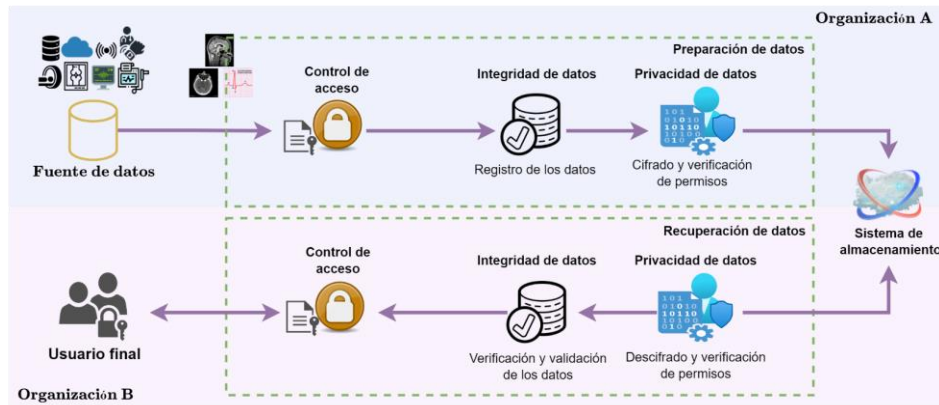 Organización A
Preparación de datos
Control de
acceso
Integridad de datos
Privacidad de datos
Fuente de datos
Registro de los datos
Cifrado y verificación
de permisos
Sistema de
almacenamiento
Recuperación de datos
Control de
acceso
Integridad de datos
Privacidad de datos
Usuario final
Verificación y validación
de los datos
Descifrado y verificación
de permisos
Organización B